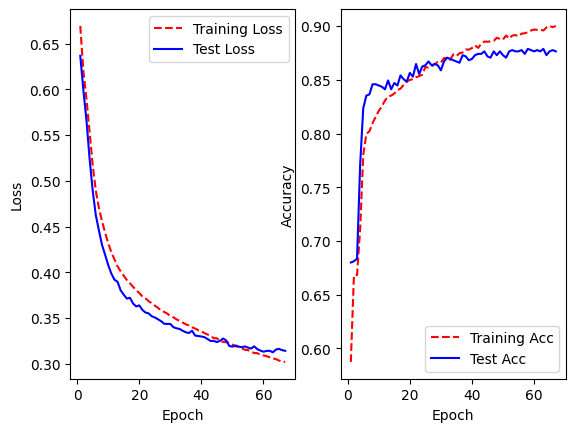 Training Loss
Test Loss
0.65
0.60
0.55
0.50
0.45
0.40
0.35
0.30
Loss
0
20
40
60
Epoch
0.90
0.85
0.80
0.75
0.70
0.65
0.60
Accuracy
Training Acc
Test Acc
0
20
40
60
Epoch